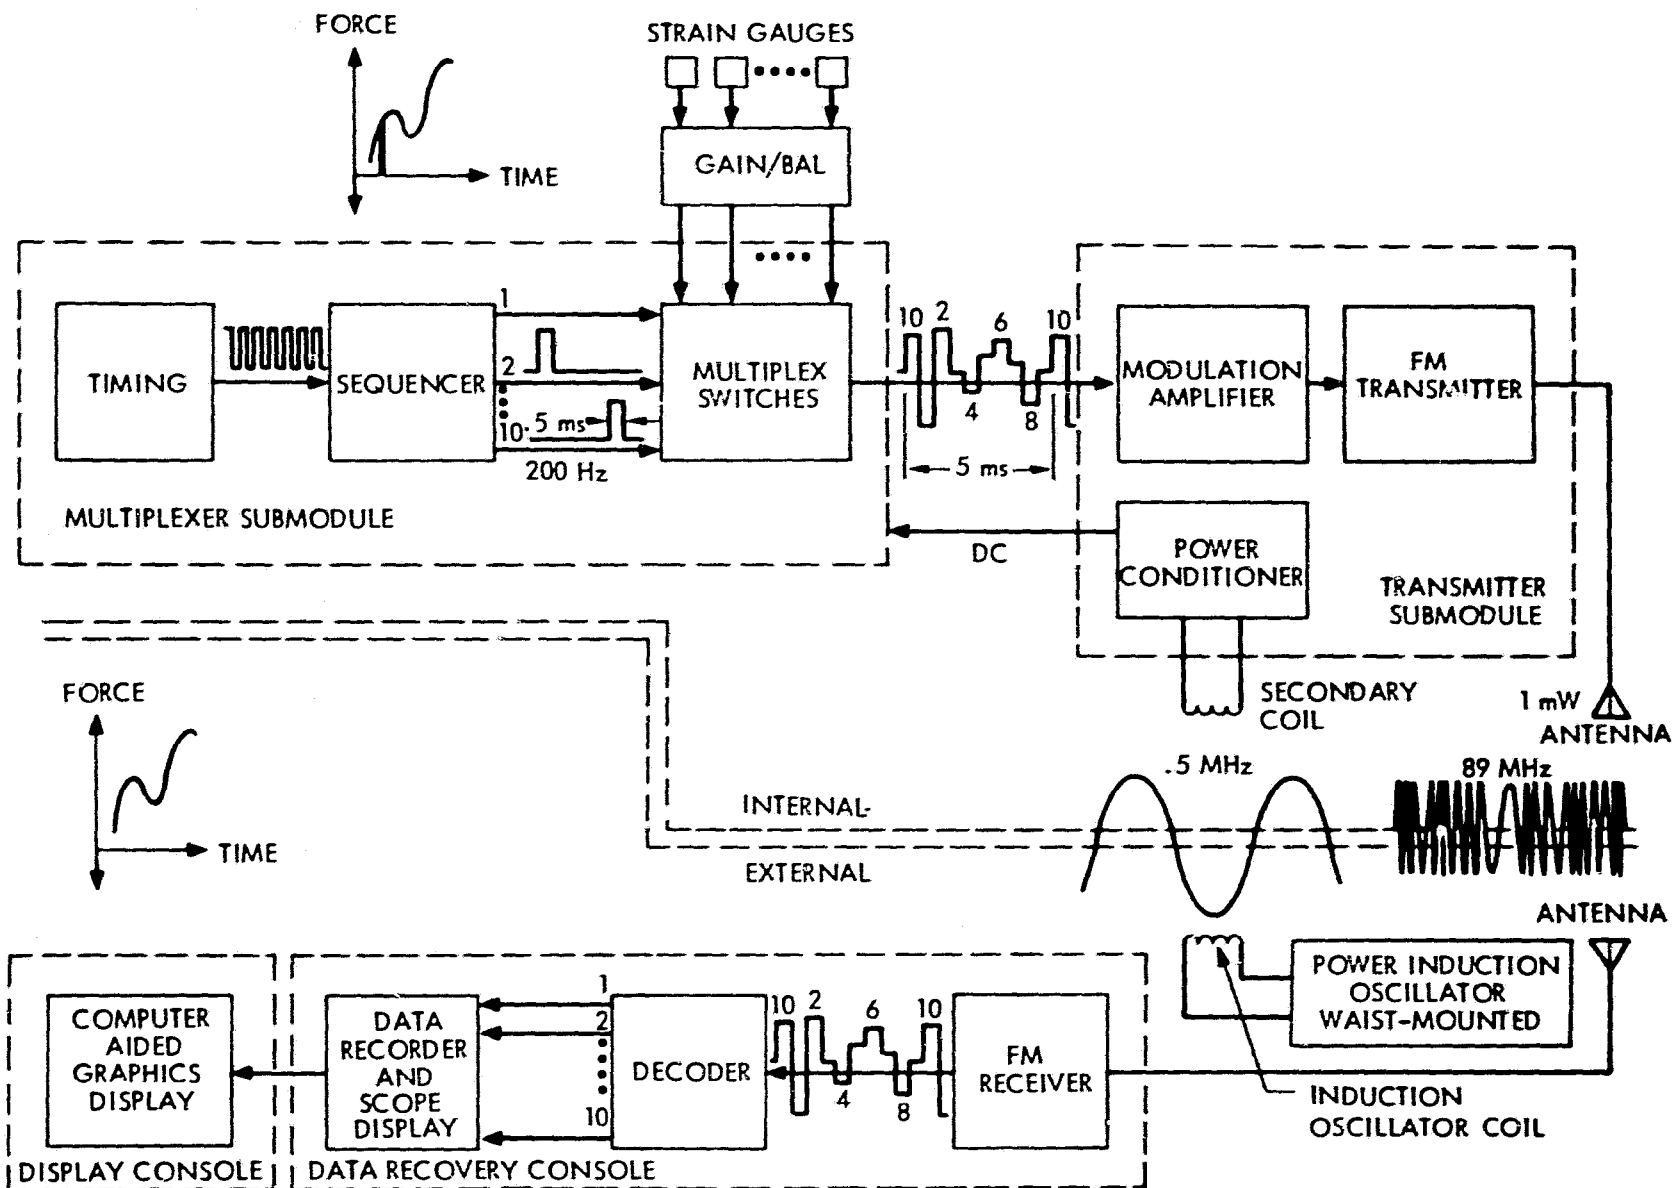 FORCE
TIME
STRAIN GAUGES
GAIN/BAL
TIMING
SEQUENCER
1
2
10
.5 ms
200 Hz
MULTIPLEX
SWITCHES
MULTIPLEXER SUBMODULE
10
2
4
6
8
10
5 ms
MODULATION
AMPLIFIER
FM
TRANSMITTER
DC
POWER
CONDITIONER
TRANSMITTER
SUBMODULE
SECONDARY
COIL
1 mW
ANTENNA
FORCE
TIME
.5 MHz
89 MHz
INTERNAL
EXTERNAL
ANTENNA
POWER INDUCTION
OSCILLATOR
WAIST-MOUNTED
INDUCTION
OSCILLATOR COIL
COMPUTER
AIDED
GRAPHICS
DISPLAY
DISPLAY CONSOLE
DATA
RECORDER
AND
SCOPE
DISPLAY
1
2
10
DECODER
10
2
4
6
8
10
FM
RECEIVER
DATA RECOVERY CONSOLE